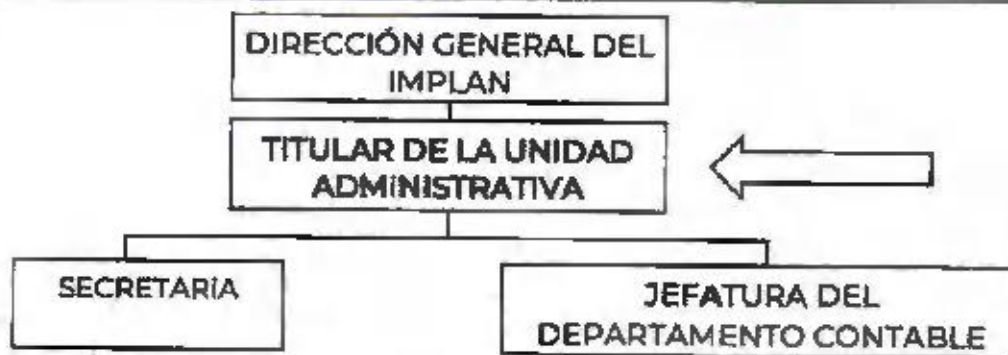 DIRECCIÓN GENERAL DEL
IMPLAN
TITULAR DE LA UNIDAD
ADMINISTRATIVA
SECRETARIA
JEFATURA DEL
DEPARTAMENTO CONTABLE